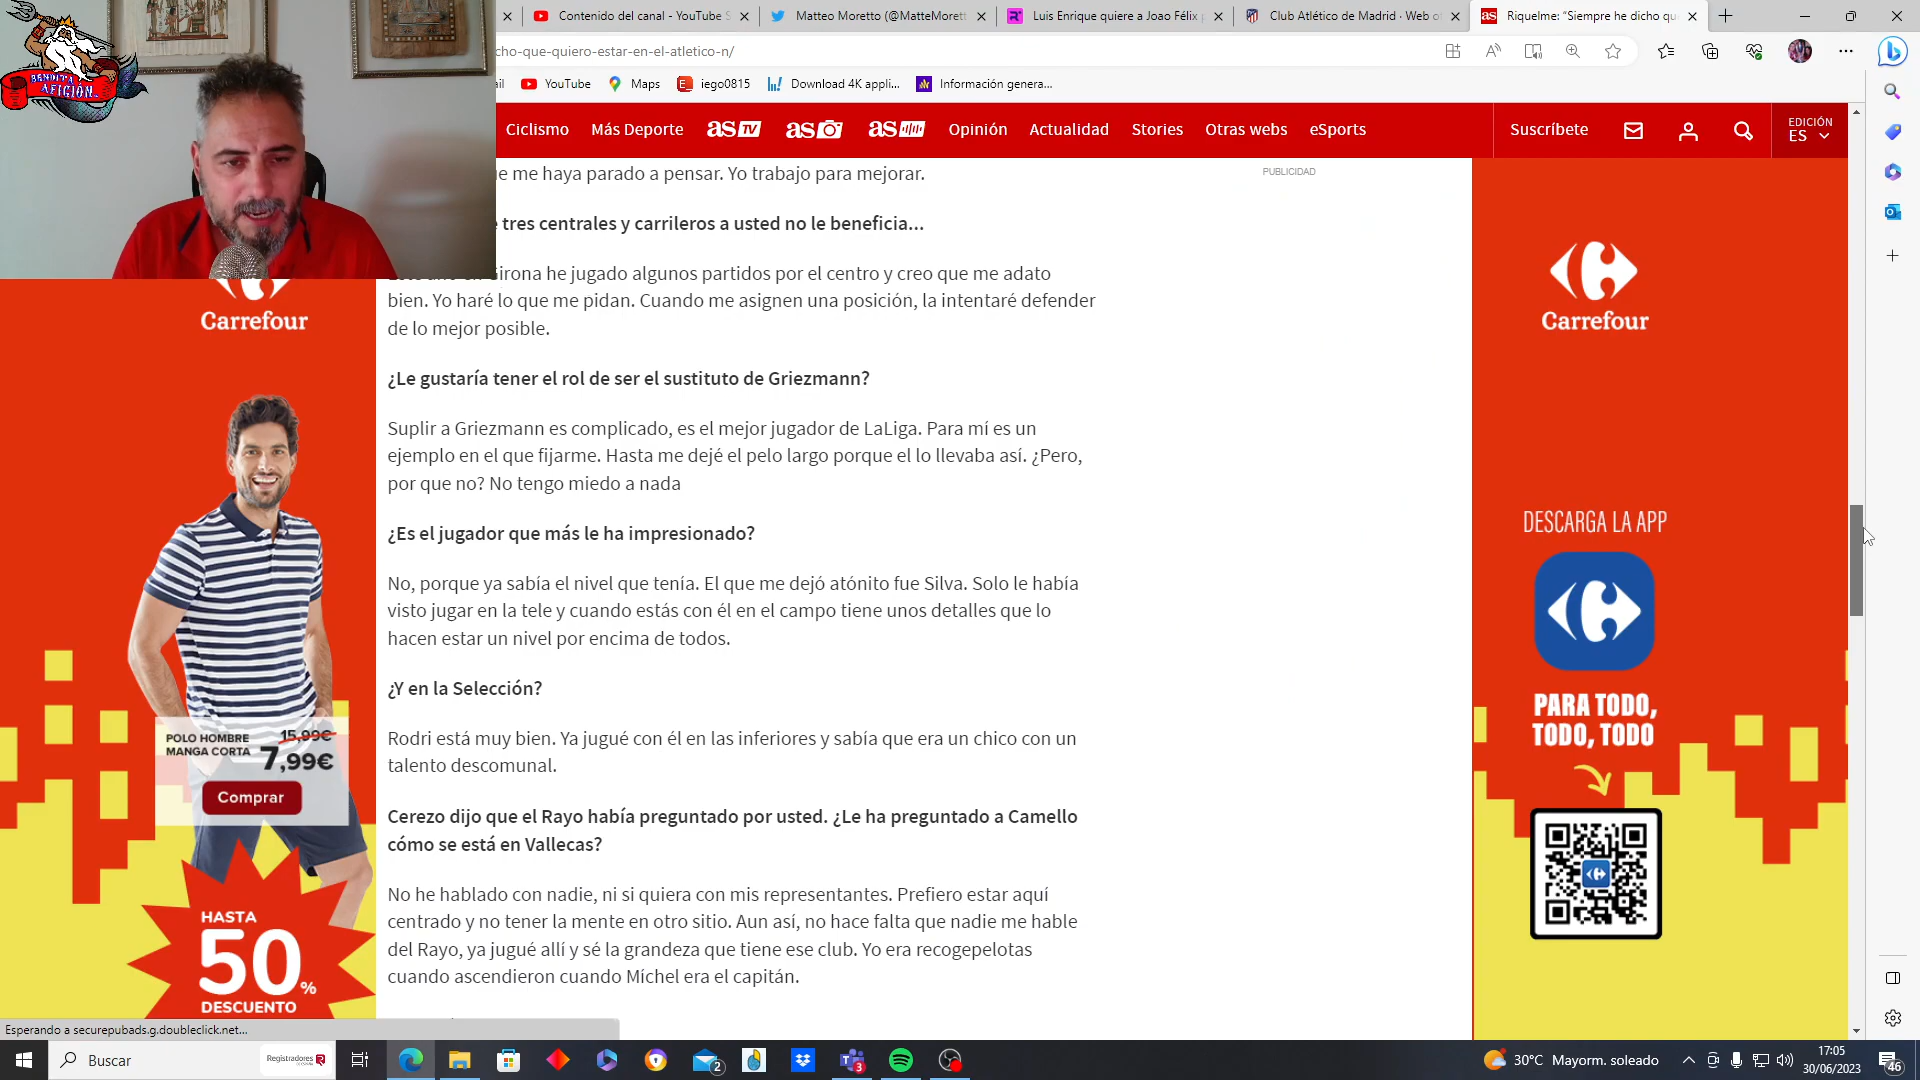 BENDITA
AFICIÓN
Contenido del canal - YouTube S
Matteo Moretto (@MatteMorett
Luis Enrique quiere a Joao Félix p
Club Atlético de Madrid · Web o
Riquelme: "Siempre he dicho qu
cho-que-quiero-estar-en-el-atletico-n/
YouTube
Maps
iego0815
Download 4K appli...
Información genera...
Ciclismo
Más Deporte
as TV
as
as
Opinión
Actualidad
Stories
Otras webs
eSports
Suscríbete
EDICIÓN
ES
PUBLICIDAD
e me haya parado a pensar. Yo trabajo para mejorar.
tres centrales y carrileros a usted no le beneficia...
irona he jugado algunos partidos por el centro y creo que me adato
bien. Yo haré lo que me pidan. Cuando me asignen una posición, la intentaré defender
de lo mejor posible.
¿Le gustaría tener el rol de ser el sustituto de Griezmann?
Suplir a Griezmann es complicado, es el mejor jugador de LaLiga. Para mí es un
ejemplo en el que fijarme. Hasta me dejé el pelo largo porque el lo llevaba así. ¿Pero,
por que no? No tengo miedo a nada
¿Es el jugador que más le ha impresionado?
No, porque ya sabía el nivel que tenía. El que me dejó atónito fue Silva. Solo le había
visto jugar en la tele y cuando estás con él en el campo tiene unos detalles que lo
hacen estar un nivel por encima de todos.
¿Y en la Selección?
Rodri está muy bien. Ya jugué con él en las inferiores y sabía que era un chico con un
talento descomunal.
Cerezo dijo que el Rayo había preguntado por usted. ¿Le ha preguntado a Camello
cómo se está en Vallecas?
No he hablado con nadie, ni si quiera con mis representantes. Prefiero estar aquí
centrado y no tener la mente en otro sitio. Aun así, no hace falta que nadie me hable
del Rayo, ya jugué allí y sé la grandeza que tiene ese club. Yo era recogepelotas
cuando ascendieron cuando Míchel era el capitán.
Carrefour
POLO HOMBRE
MANGA CORTA
15,99€
7,99€
Comprar
HASTA
50%
DESCUENTO
Carrefour
DESCARGA LA APP
PARA TODO,
TODO, TODO
Esperando a securepubads.g.doubleclick.net...
Buscar
Registradores
2
3
30°C Mayorm. soleado
17:05
30/06/2023
46